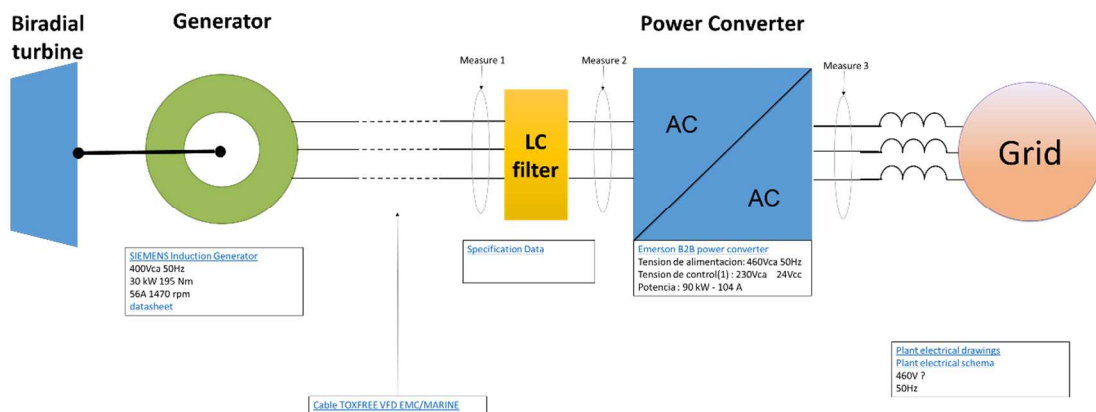 Biradial
turbine
Generator
Power Converter
Measure 1
Measure 2
Measure 3
LC
filter
AC
AC
Grid
SIEMENS Induction Generator
400Vca 50Hz
30 kW 195 Nm
56A 1470 rpm
datasheet
Specification Data
Emerson B2B power converter
Tension de alimentacion: 460Vca 50Hz
Tension de control(1) : 230Vca 24Vcc
Potencia : 90 kW - 104 A
Plant electrical drawings
Plant electrical schema
460V ?
50Hz
Cable TOXFREE VFD EMC/MARINE